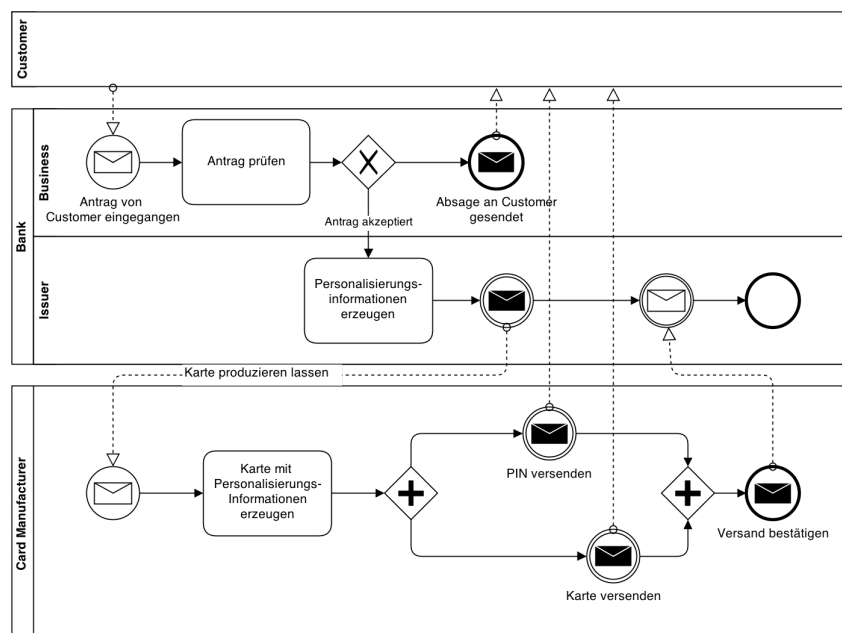 Customer
Bank
Business
Antrag prüfen
Antrag von
Customer eingegangen
Absage an Customer
gesendet
Antrag akzeptiert
Issuer
Personalisierungs-
informationen
erzeugen
Karte produzieren lassen
Card Manufacturer
Karte mit
Personalisierungs-
Informationen
erzeugen
PIN versenden
Versand bestätigen
Karte versenden